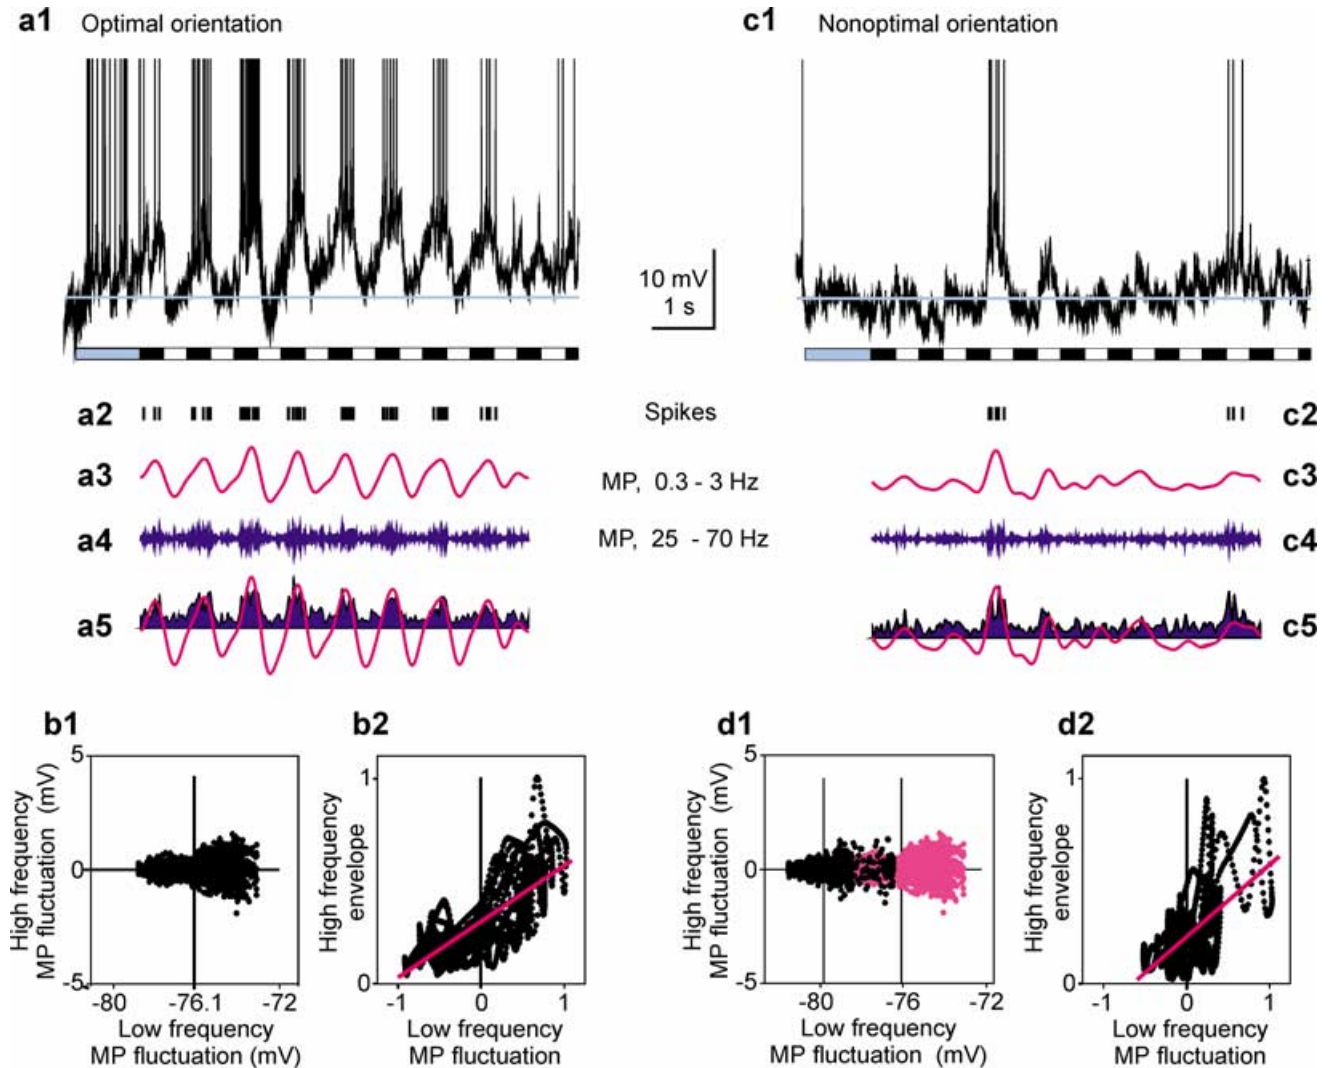 a1 Optimal orientation
c1 Nonoptimal orientation
10 mV
1 s
a2 Spikes c2
a3 MP, 0.3 - 3 Hz c3
a4 MP, 25 - 70 Hz c4
a5 c5
b1
High frequency
MP fluctuation (mV)
5
0
-5
-80 -76.1 -72
Low frequency
MP fluctuation (mV)
b2
High frequency
envelope
1
0
-1 0 1
Low frequency
MP fluctuation
d1
High frequency
MP fluctuation (mV)
5
0
-5
-80 -76 -72
Low frequency
MP fluctuation (mV)
d2
High frequency
envelope
1
0
-1 0 1
Low frequency
MP fluctuation